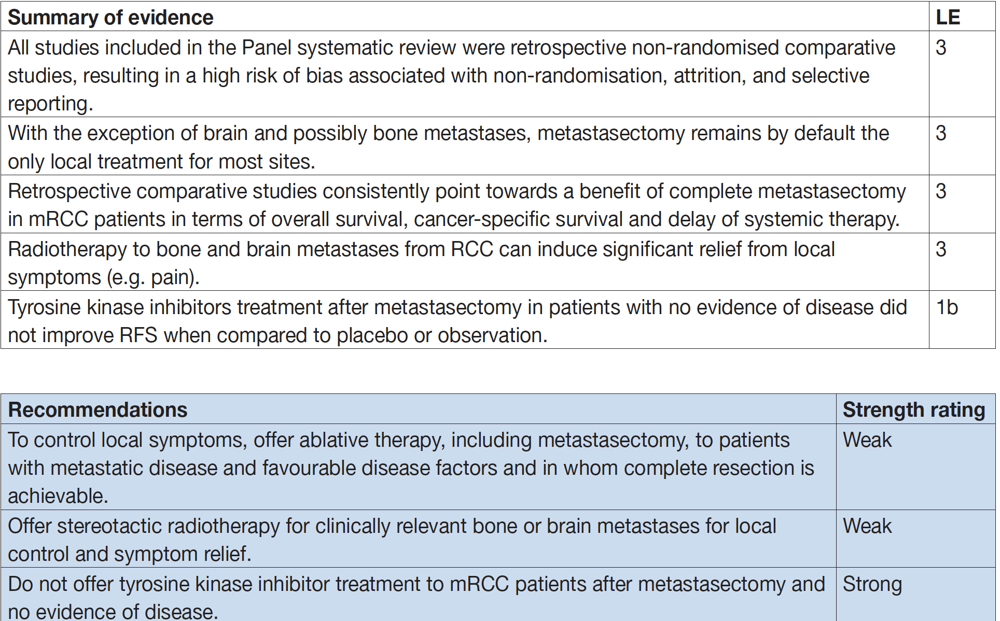 Summary of evidence LE
All studies included in the Panel systematic review were retrospective non-randomised comparative 3
studies, resulting in a high risk of bias associated with non-randomisation, attrition, and selective
reporting.
With the exception of brain and possibly bone metastases, metastasectomy remains by default the 3
only local treatment for most sites.
Retrospective comparative studies consistently point towards a benefit of complete metastasectomy 3
in mRCC patients in terms of overall survival, cancer-specific survival and delay of systemic therapy.
Radiotherapy to bone and brain metastases from RCC can induce significant relief from local 3
symptoms (e.g. pain).
Tyrosine kinase inhibitors treatment after metastasectomy in patients with no evidence of disease did 1b
not improve RFS when compared to placebo or observation.
Recommendations Strength rating
To control local symptoms, offer ablative therapy, including metastasectomy, to patients Weak
with metastatic disease and favourable disease factors and in whom complete resection is
achievable.
Offer stereotactic radiotherapy for clinically relevant bone or brain metastases for local Weak
control and symptom relief.
Do not offer tyrosine kinase inhibitor treatment to mRCC patients after metastasectomy and Strong
no evidence of disease.